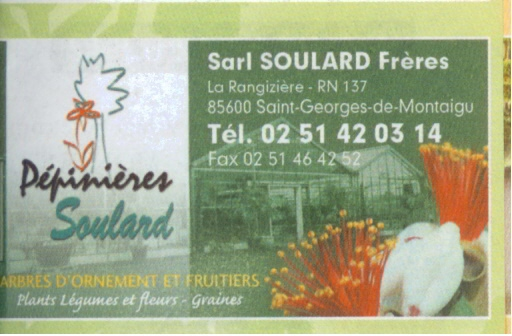 Sarl SOULARD Frères
La Rangizière - RN 137
85600 Saint-Georges-de-Montaigu
Tél. 02 51 42 03 14
Fax 02 51 46 42 52
Pépinières
Soulard
ARBRES D'ORNEMENT ET FRUITIERS
Plants Légumes et fleurs - Graines